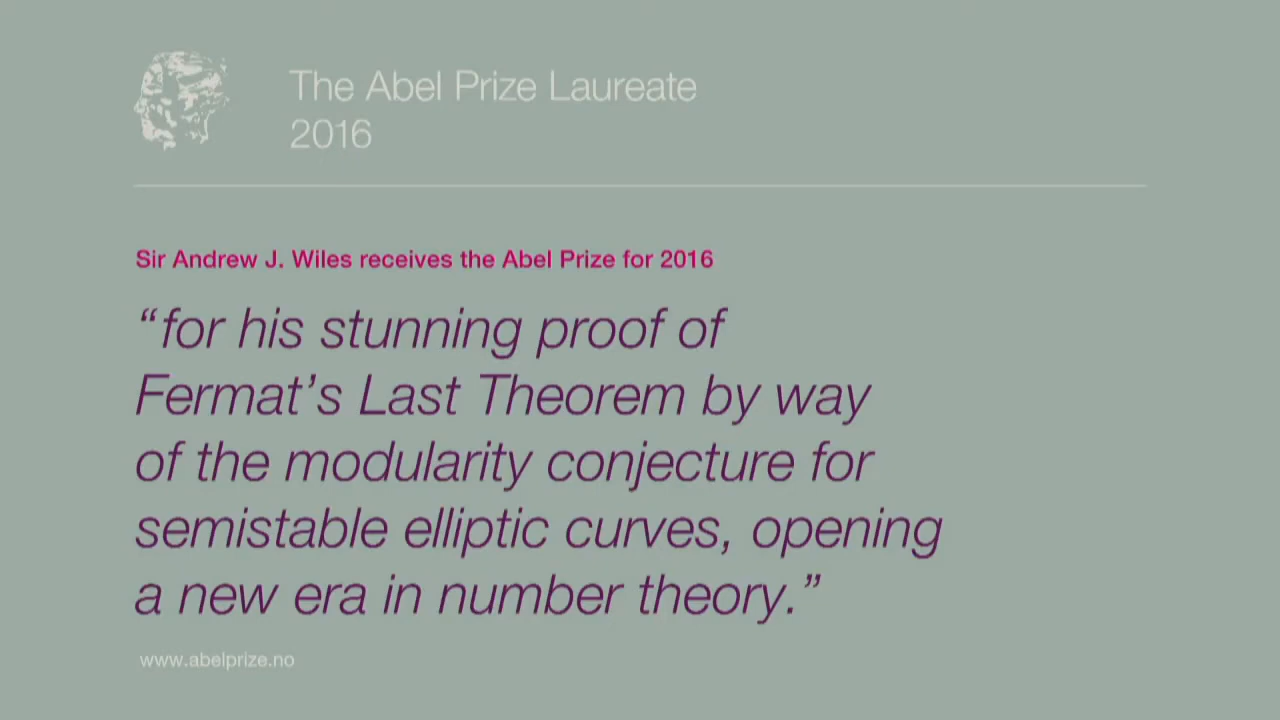 The Abel Prize Laureate
2016
Sir Andrew J. Wiles receives the Abel Prize for 2016
“for his stunning proof of
Fermat’s Last Theorem by way
of the modularity conjecture for
semistable elliptic curves, opening
a new era in number theory.”
www.abelprize.no